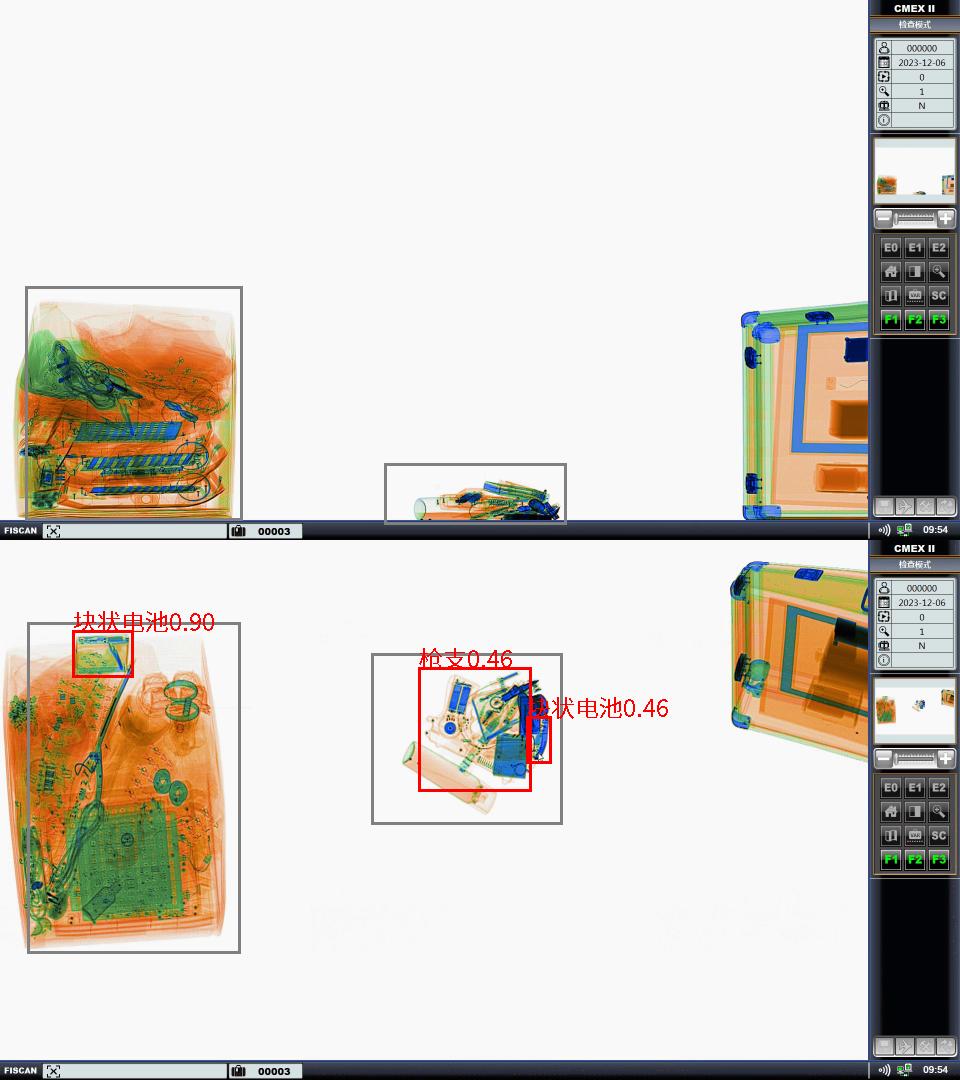 CMEX II
检查模式
000000
2023-12-06
0
1
N
E0 E1 E2
VAR SC
F1 F2 F3
FISCAN 00003 09:54
CMEX II
检查模式
000000
2023-12-06
0
1
N
块状电池0.90
枪支0.46
块状电池0.46
E0 E1 E2
VAR SC
F1 F2 F3
FISCAN 00003 09:54